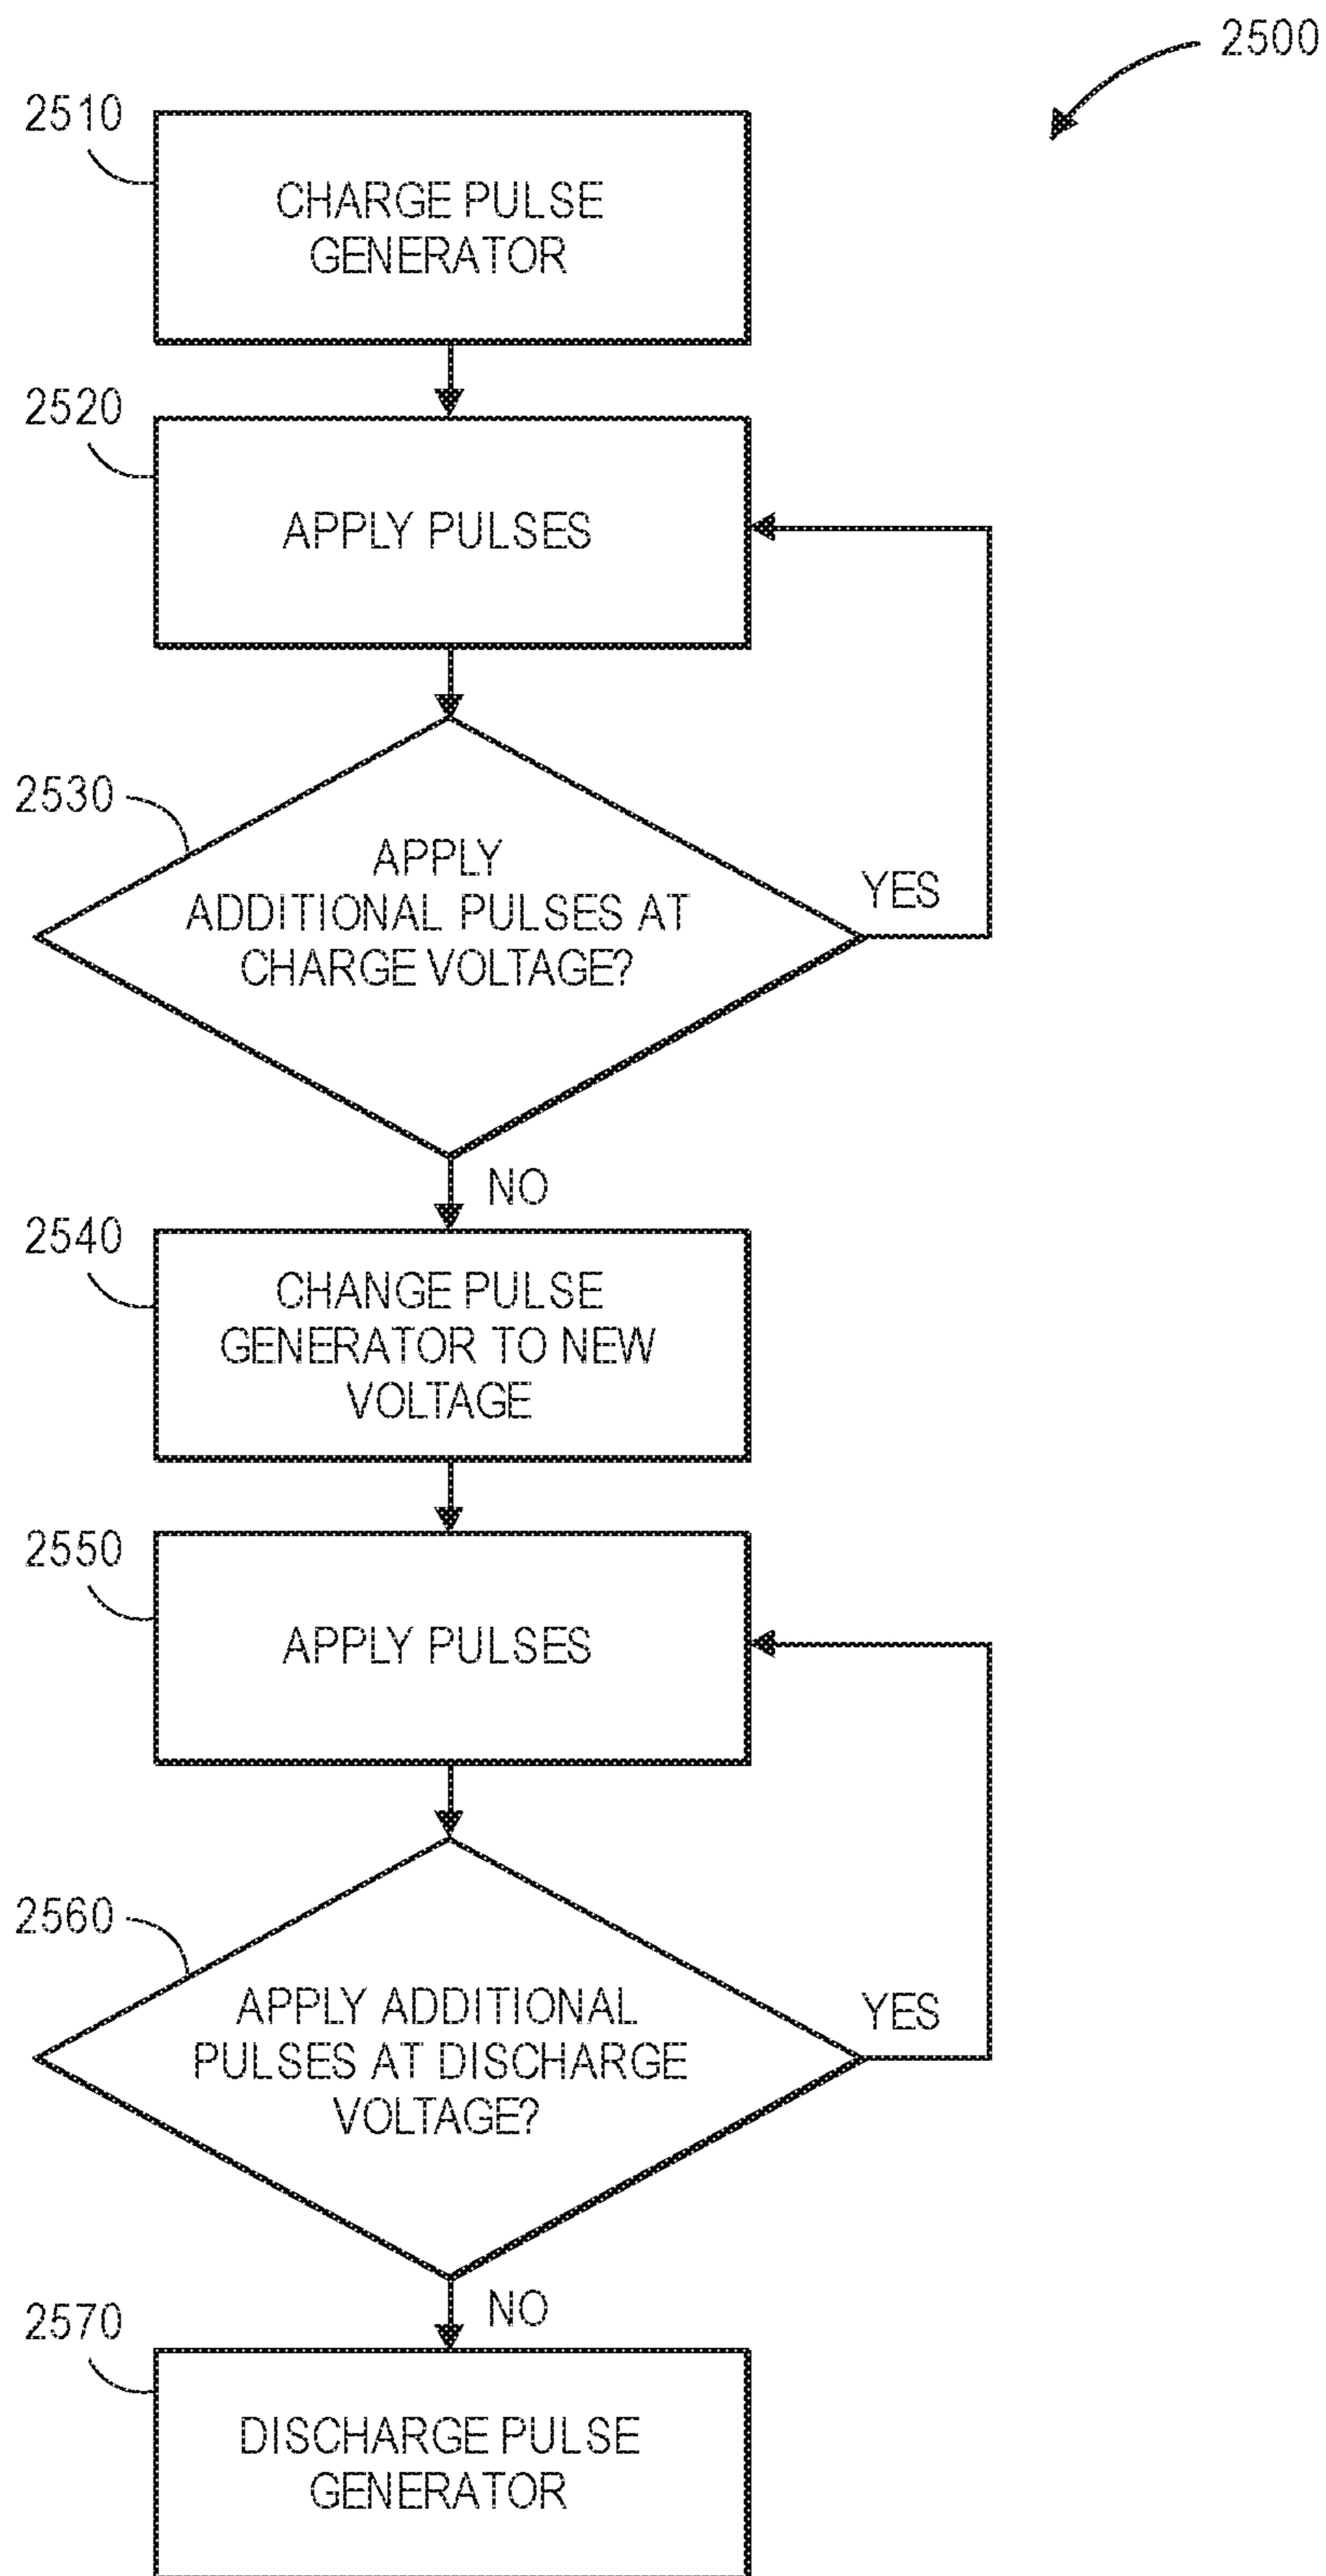 2500
2510
CHARGE PULSE
GENERATOR
2520
APPLY PULSES
2530
APPLY
ADDITIONAL PULSES AT
CHARGE VOLTAGE?
YES
NO
2540
CHANGE PULSE
GENERATOR TO NEW
VOLTAGE
2550
APPLY PULSES
2560
APPLY ADDITIONAL
PULSES AT DISCHARGE
VOLTAGE?
YES
NO
2570
DISCHARGE PULSE
GENERATOR